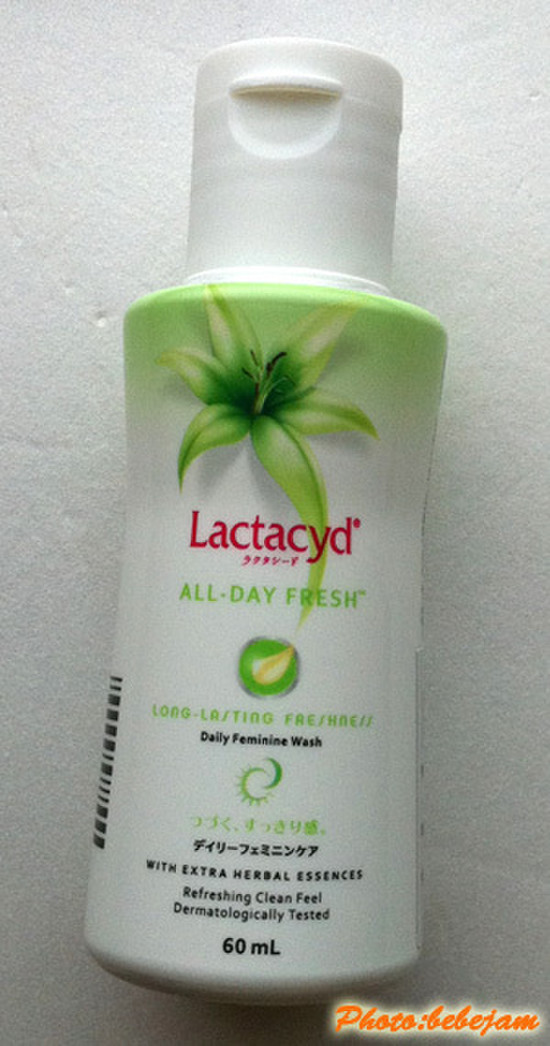 Lactacyd®
ラクタシード
ALL-DAY FRESH™
LONG-LASTING FRESHNESS
Daily Feminine Wash
つづく、すっきり感。
デイリーフェミニンケア
WITH EXTRA HERBAL ESSENCES
Refreshing Clean Feel
Dermatologically Tested
60 mL
Photo:bebejam